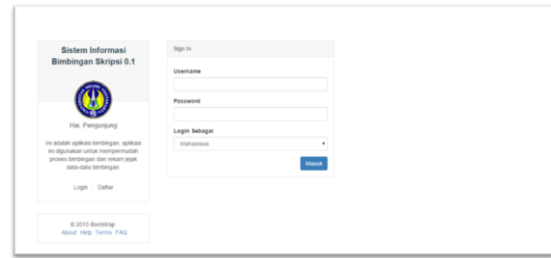 Sistem Informasi
Bimbingan Skripsi 0.1
Hai, Pengunjung
Ini adalah aplikasi bimbingan, aplikasi
ini digunakan untuk mempermudah
proses bimbingan dan rekam jejak
data-data bimbingan
Login | Daftar
© 2015 Bootstrap
About Help Terms FAQ
Sign In
Username
Password
Login Sebagai
Mahasiswa
Masuk